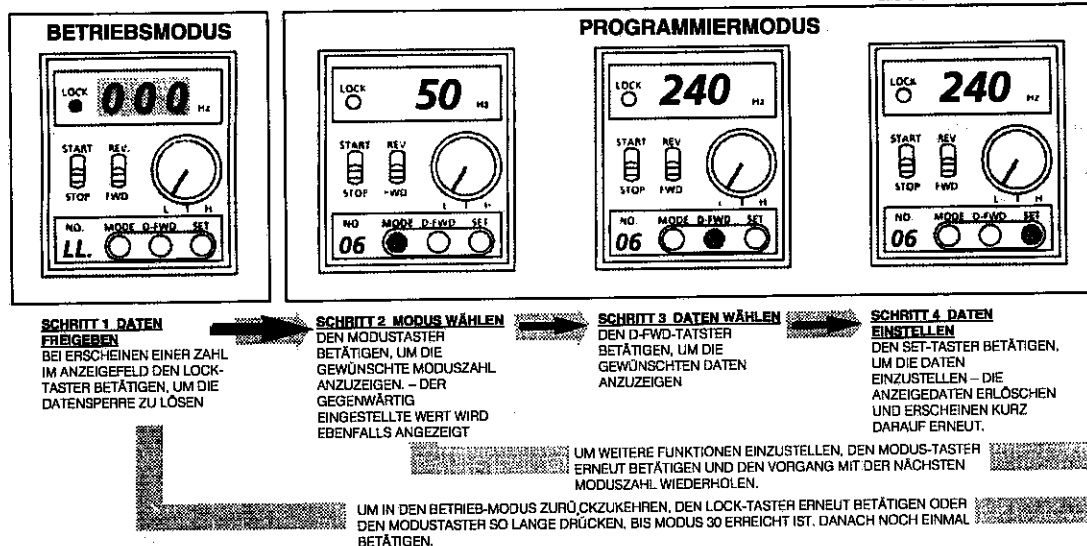 BETRIEBSMODUS
LOCK
000 Hz
START REV.
STOP FWD
L H
NO. MODE D-FWD SET
LL.
PROGRAMMIERMODUS
LOCK
50 Hz
START REV
STOP FWD
L H
NO. MODE D-FWD SET
06
LOCK
240 Hz
START REV
STOP FWD
L H
NO. MODE D-FWD SET
06
LOCK
240 Hz
START REV
STOP FWD
L H
NO. MODE D-FWD SET
06
SCHRITT 1 DATEN
FREIGEBEN
BEI ERSCHEINEN EINER ZAHL
IM ANZEIGEFELD DEN LOCK-
TASTER BETÄTIGEN, UM DIE
DATENSPERRE ZU LÖSEN
SCHRITT 2 MODUS WÄHLEN
DEN MODUSTASTER
BETÄTIGEN, UM DIE
GEWÜNSCHTE MODUSZAHL
ANZUZEIGEN. – DER
GEGENWÄRTIG
EINGESTELLTE WERT WIRD
EBENFALLS ANGEZEIGT
SCHRITT 3 DATEN WÄHLEN
DEN D-FWD-TATSTER
BETÄTIGEN, UM DIE
GEWÜNSCHTEN DATEN
ANZUZEIGEN
SCHRITT 4 DATEN
EINSTELLEN
DEN SET-TASTER BETÄTIGEN,
UM DIE DATEN
EINZUSTELLEN – DIE
ANZEIGEDATEN ERLÖSCHEN
UND ERSCHEINEN KURZ
DARAUF ERNEUT.
UM WEITERE FUNKTIONEN EINZUSTELLEN, DEN MODUS-TASTER
ERNEUT BETÄTIGEN UND DEN VORGANG MIT DER NÄCHSTEN
MODUSZAHL WIEDERHOLEN.
UM IN DEN BETRIEB-MODUS ZURÜCKZUKEHREN, DEN LOCK-TASTER ERNEUT BETÄTIGEN ODER
DEN MODUSTASTER SO LANGE DRÜCKEN, BIS MODUS 30 ERREICHT IST. DANACH NOCH EINMAL
BETÄTIGEN.